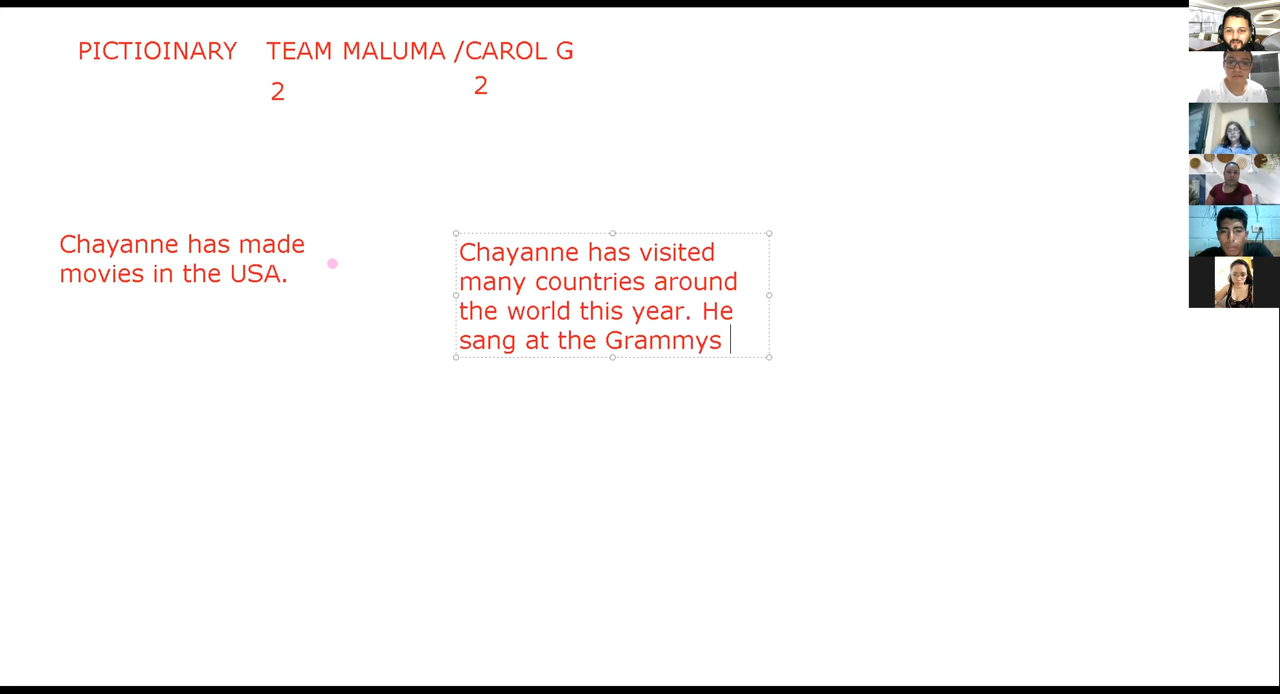 PICTIOINARY TEAM MALUMA /CAROL G
2 2
Chayanne has made
movies in the USA.
Chayanne has visited
many countries around
the world this year. He
sang at the Grammys